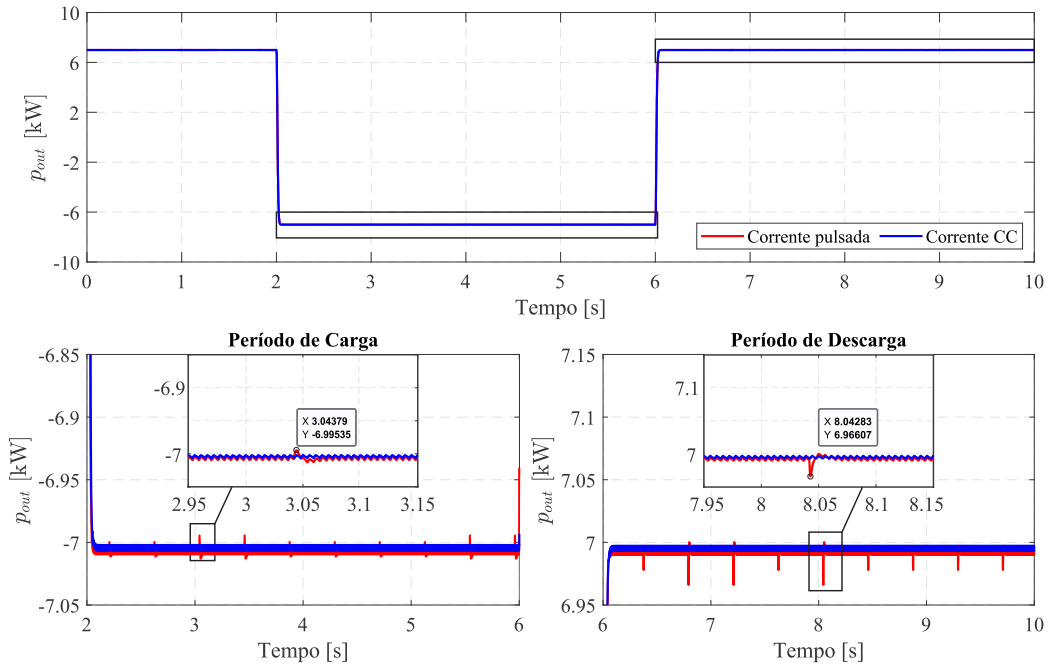 10
6
2
-2
-6
-10
p_out [kW]
Corrente pulsada
Corrente CC
0 1 2 3 4 5 6 7 8 9 10
Tempo [s]
Período de Carga
-6.85
-6.9
-6.95
-7
-7.05
p_out [kW]
-6.9
-7
X 3.04379
Y -6.99535
2.95 3 3.05 3.1 3.15
2 3 4 5 6
Tempo [s]
Período de Descarga
7.15
7.1
7.05
7
6.95
p_out [kW]
7.1
7
X 8.04283
Y 6.96607
7.95 8 8.05 8.1 8.15
6 7 8 9 10
Tempo [s]